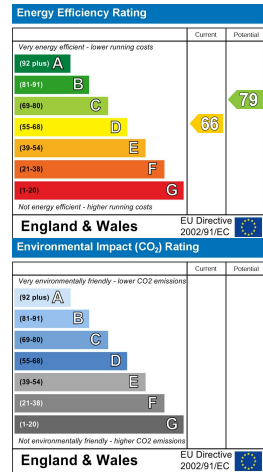 Energy Efficiency Rating
Current Potential
Very energy efficient - lower running costs
(92 plus) A
(81-91) B
79
(69-80) C
66
(55-68) D
(39-54) E
(21-38) F
(1-20) G
Not energy efficient - higher running costs
England & Wales
EU Directive
2002/91/EC
Environmental Impact (CO₂) Rating
Current Potential
Very environmentally friendly - lower CO2 emissions
(92 plus) A
(81-91) B
(69-80) C
(55-68) D
(39-54) E
(21-38) F
(1-20) G
Not environmentally friendly - higher CO2 emissions
England & Wales
EU Directive
2002/91/EC